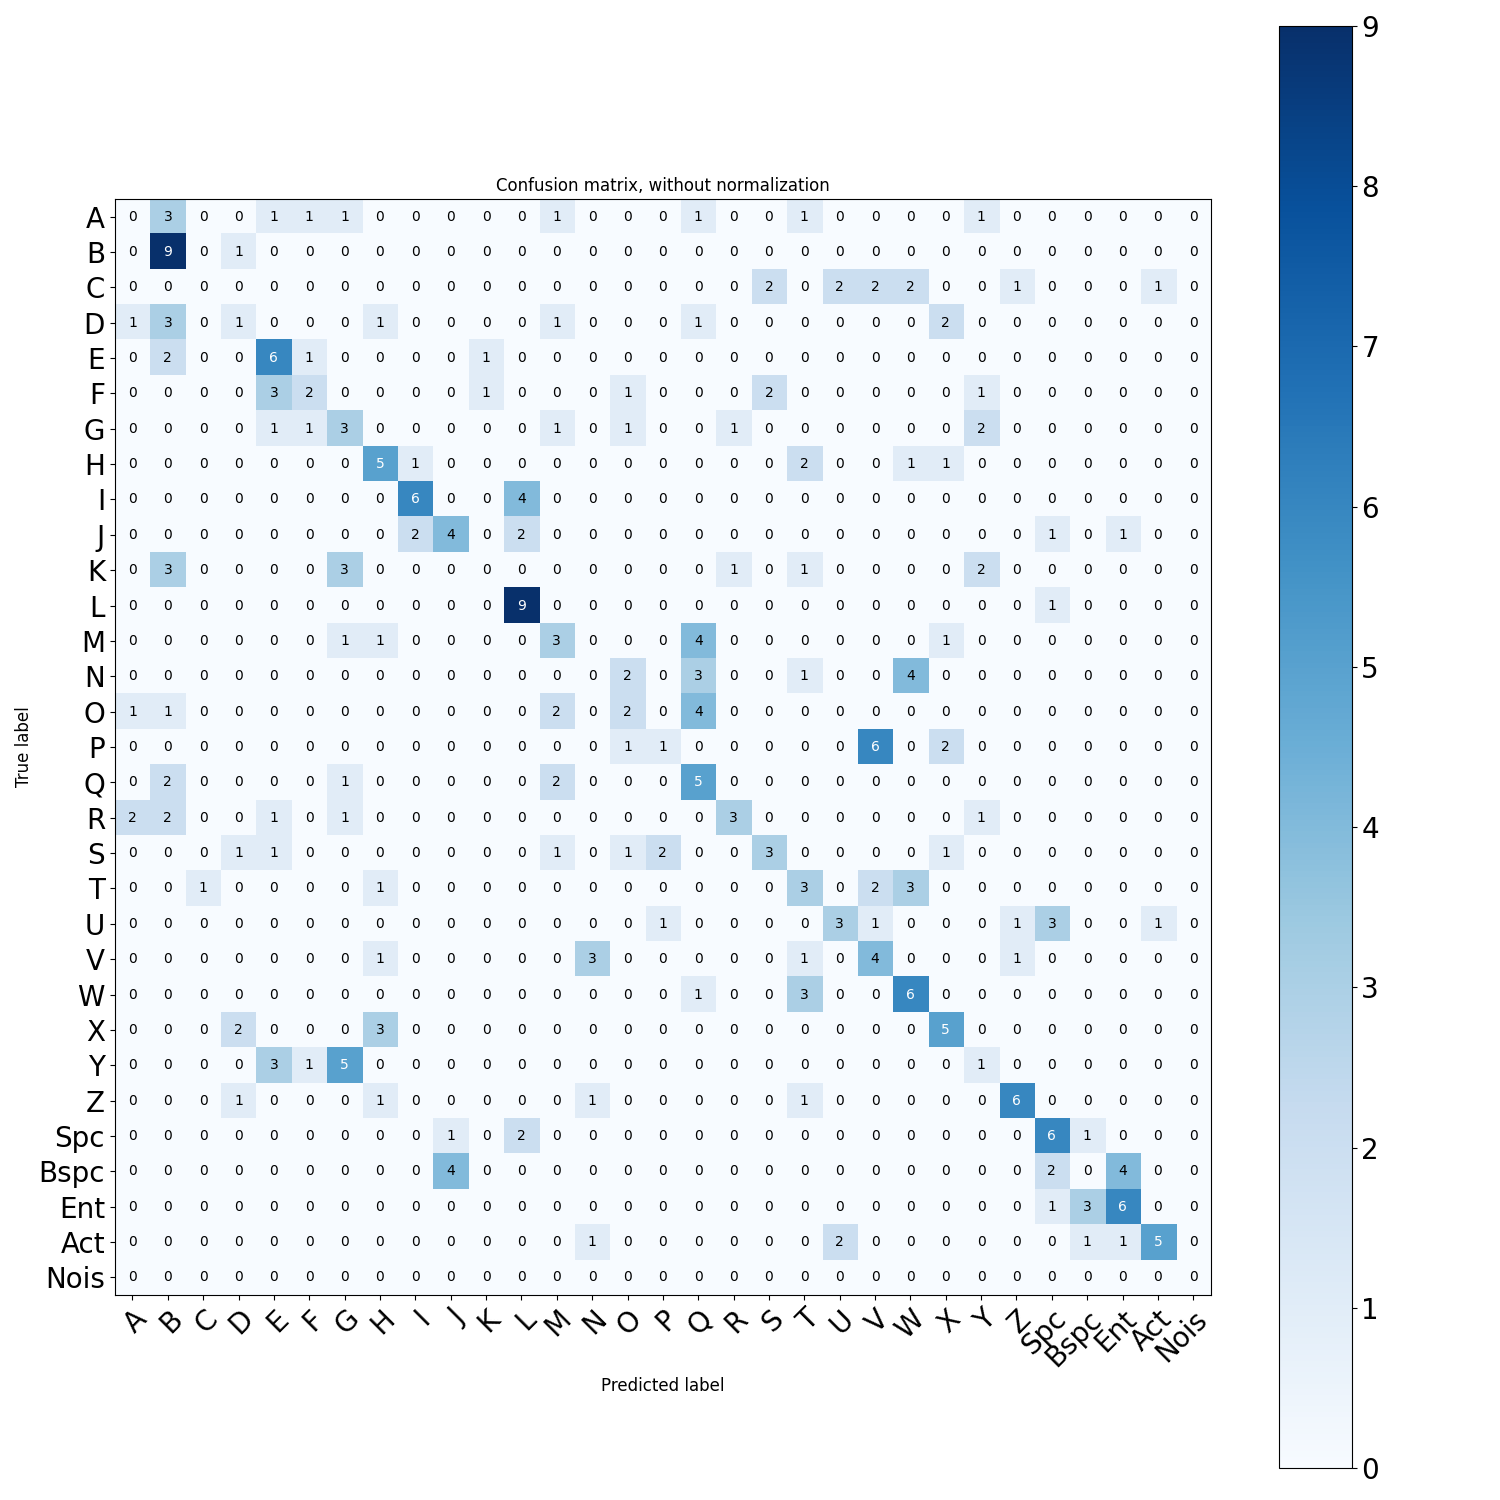 Confusion matrix, without normalization
A 0 3 0 0 1 1 1 0 0 0 0 0 1 0 0 0 1 0 0 1 0 0 0 0 1 0 0 0 0 0 0
B 0 9 0 1 0 0 0 0 0 0 0 0 0 0 0 0 0 0 0 0 0 0 0 0 0 0 0 0 0 0 0
C 0 0 0 0 0 0 0 0 0 0 0 0 0 0 0 0 0 0 2 0 2 2 2 0 0 1 0 0 0 1 0
D 1 3 0 1 0 0 0 1 0 0 0 0 1 0 0 0 1 0 0 0 0 0 0 2 0 0 0 0 0 0 0
E 0 2 0 0 6 1 0 0 0 0 1 0 0 0 0 0 0 0 0 0 0 0 0 0 0 0 0 0 0 0 0
F 0 0 0 0 3 2 0 0 0 0 1 0 0 0 1 0 0 0 2 0 0 0 0 0 1 0 0 0 0 0 0
G 0 0 0 0 1 1 3 0 0 0 0 0 1 0 1 0 0 1 0 0 0 0 0 0 2 0 0 0 0 0 0
H 0 0 0 0 0 0 0 5 1 0 0 0 0 0 0 0 0 0 0 2 0 0 1 1 0 0 0 0 0 0 0
I 0 0 0 0 0 0 0 0 6 0 0 4 0 0 0 0 0 0 0 0 0 0 0 0 0 0 0 0 0 0 0
J 0 0 0 0 0 0 0 0 2 4 0 2 0 0 0 0 0 0 0 0 0 0 0 0 0 0 1 0 1 0 0
K 0 3 0 0 0 0 3 0 0 0 0 0 0 0 0 0 0 1 0 1 0 0 0 0 2 0 0 0 0 0 0
L 0 0 0 0 0 0 0 0 0 0 0 9 0 0 0 0 0 0 0 0 0 0 0 0 0 0 1 0 0 0 0
M 0 0 0 0 0 0 1 1 0 0 0 0 3 0 0 0 4 0 0 0 0 0 0 1 0 0 0 0 0 0 0
N 0 0 0 0 0 0 0 0 0 0 0 0 0 0 2 0 3 0 0 1 0 0 4 0 0 0 0 0 0 0 0
O 1 1 0 0 0 0 0 0 0 0 0 0 2 0 2 0 4 0 0 0 0 0 0 0 0 0 0 0 0 0 0
P 0 0 0 0 0 0 0 0 0 0 0 0 0 0 1 1 0 0 0 0 0 6 0 2 0 0 0 0 0 0 0
Q 0 2 0 0 0 0 1 0 0 0 0 0 2 0 0 0 5 0 0 0 0 0 0 0 0 0 0 0 0 0 0
R 2 2 0 0 1 0 1 0 0 0 0 0 0 0 0 0 0 3 0 0 0 0 0 0 1 0 0 0 0 0 0
S 0 0 0 1 1 0 0 0 0 0 0 0 1 0 1 2 0 0 3 0 0 0 0 1 0 0 0 0 0 0 0
T 0 0 1 0 0 0 0 1 0 0 0 0 0 0 0 0 0 0 0 3 0 2 3 0 0 0 0 0 0 0 0
U 0 0 0 0 0 0 0 0 0 0 0 0 0 0 0 1 0 0 0 0 3 1 0 0 0 1 3 0 0 1 0
V 0 0 0 0 0 0 0 1 0 0 0 0 0 3 0 0 0 0 0 1 0 4 0 0 0 1 0 0 0 0 0
W 0 0 0 0 0 0 0 0 0 0 0 0 0 0 0 0 1 0 0 3 0 0 6 0 0 0 0 0 0 0 0
X 0 0 0 2 0 0 0 3 0 0 0 0 0 0 0 0 0 0 0 0 0 0 0 5 0 0 0 0 0 0 0
Y 0 0 0 0 3 1 5 0 0 0 0 0 0 0 0 0 0 0 0 0 0 0 0 0 1 0 0 0 0 0 0
Z 0 0 0 1 0 0 0 1 0 0 0 0 0 1 0 0 0 0 0 1 0 0 0 0 0 6 0 0 0 0 0
Spc 0 0 0 0 0 0 0 0 0 1 0 2 0 0 0 0 0 0 0 0 0 0 0 0 0 0 6 1 0 0 0
Bspc 0 0 0 0 0 0 0 0 0 4 0 0 0 0 0 0 0 0 0 0 0 0 0 0 0 0 2 0 4 0 0
Ent 0 0 0 0 0 0 0 0 0 0 0 0 0 0 0 0 0 0 0 0 0 0 0 0 0 0 1 3 6 0 0
Act 0 0 0 0 0 0 0 0 0 0 0 0 0 1 0 0 0 0 0 0 2 0 0 0 0 0 0 1 1 5 0
Nois 0 0 0 0 0 0 0 0 0 0 0 0 0 0 0 0 0 0 0 0 0 0 0 0 0 0 0 0 0 0 0
A B C D E F G H I J K L M N O P Q R S T U V W X Y Z Spc Bspc Ent Act Nois
Predicted label
True label
9
8
7
6
5
4
3
2
1
0